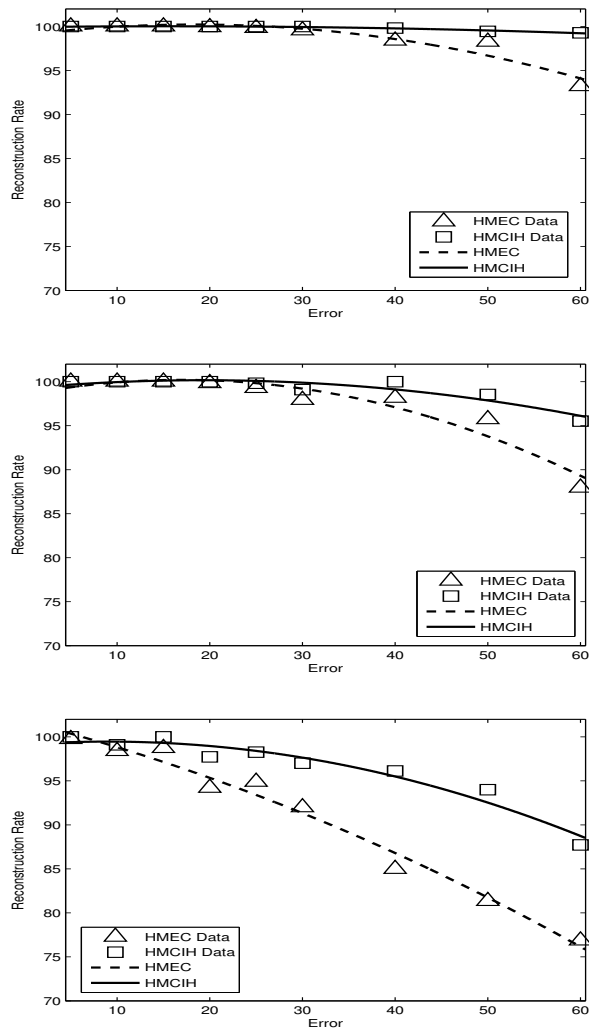 100
95
90
85
80
75
70
Reconstruction Rate
10 20 30 40 50 60
Error
HMEC Data
HMCIH Data
HMEC
HMCIH
100
95
90
85
80
75
70
Reconstruction Rate
10 20 30 40 50 60
Error
HMEC Data
HMCIH Data
HMEC
HMCIH
100
95
90
85
80
75
70
Reconstruction Rate
10 20 30 40 50 60
Error
HMEC Data
HMCIH Data
HMEC
HMCIH